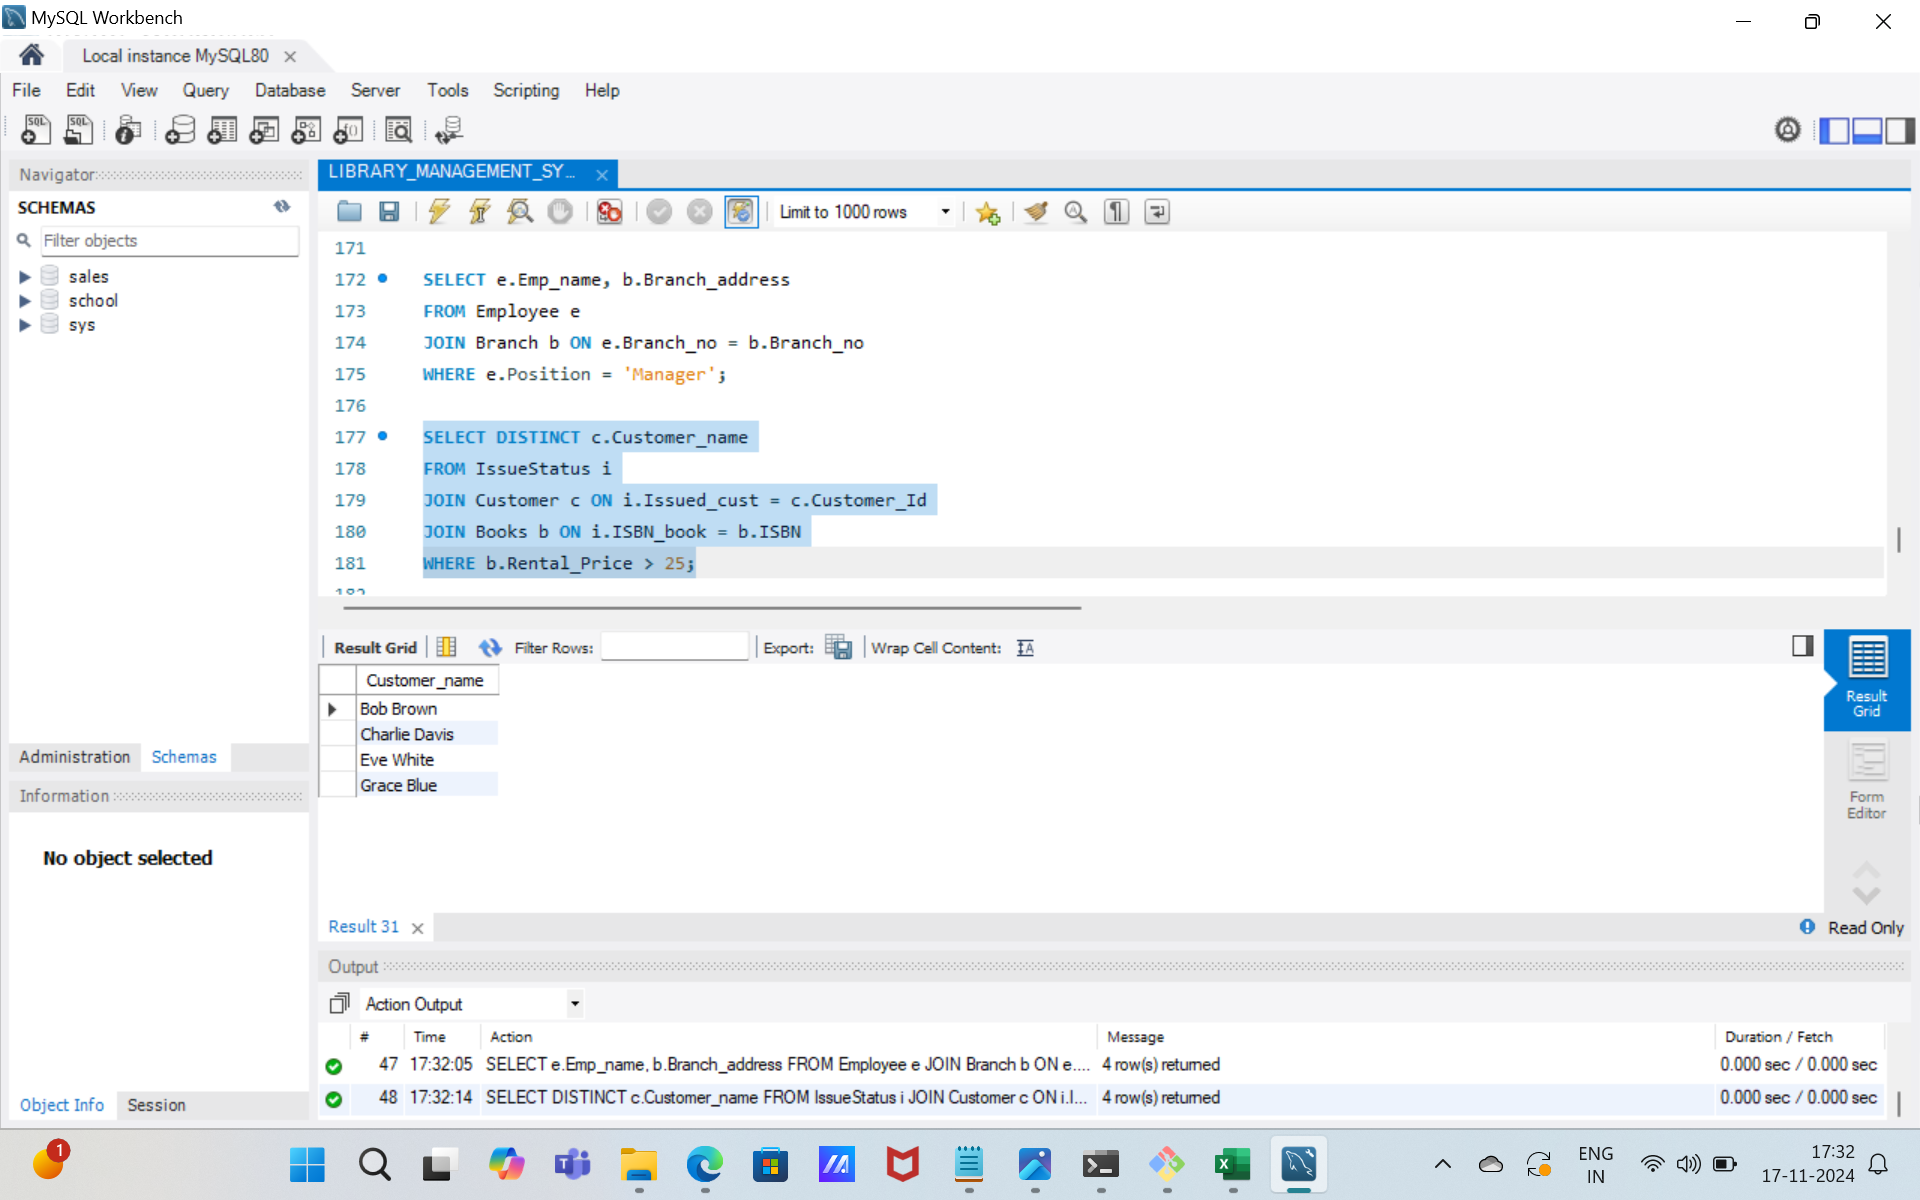 MySQL Workbench
Local instance MySQL80
File Edit View Query Database Server Tools Scripting Help
Navigator
SCHEMAS
Filter objects
sales
school
sys
Administration Schemas
Information
No object selected
Object Info Session
LIBRARY_MANAGEMENT_SY...
Limit to 1000 rows
171
172 SELECT e.Emp_name, b.Branch_address
173 FROM Employee e
174 JOIN Branch b ON e.Branch_no = b.Branch_no
175 WHERE e.Position = 'Manager';
176
177 SELECT DISTINCT c.Customer_name
178 FROM IssueStatus i
179 JOIN Customer c ON i.Issued_cust = c.Customer_Id
180 JOIN Books b ON i.ISBN_book = b.ISBN
181 WHERE b.Rental_Price > 25;
182
Result Grid Filter Rows: Export: Wrap Cell Content:
Customer_name
Bob Brown
Charlie Davis
Eve White
Grace Blue
Result
Grid
Form
Editor
Result 31
Read Only
Output
Action Output
# Time Action Message Duration / Fetch
47 17:32:05 SELECT e.Emp_name, b.Branch_address FROM Employee e JOIN Branch b ON e.... 4 row(s) returned 0.000 sec / 0.000 sec
48 17:32:14 SELECT DISTINCT c.Customer_name FROM IssueStatus i JOIN Customer c ON i.I... 4 row(s) returned 0.000 sec / 0.000 sec
1
ENG
IN
17:32
17-11-2024